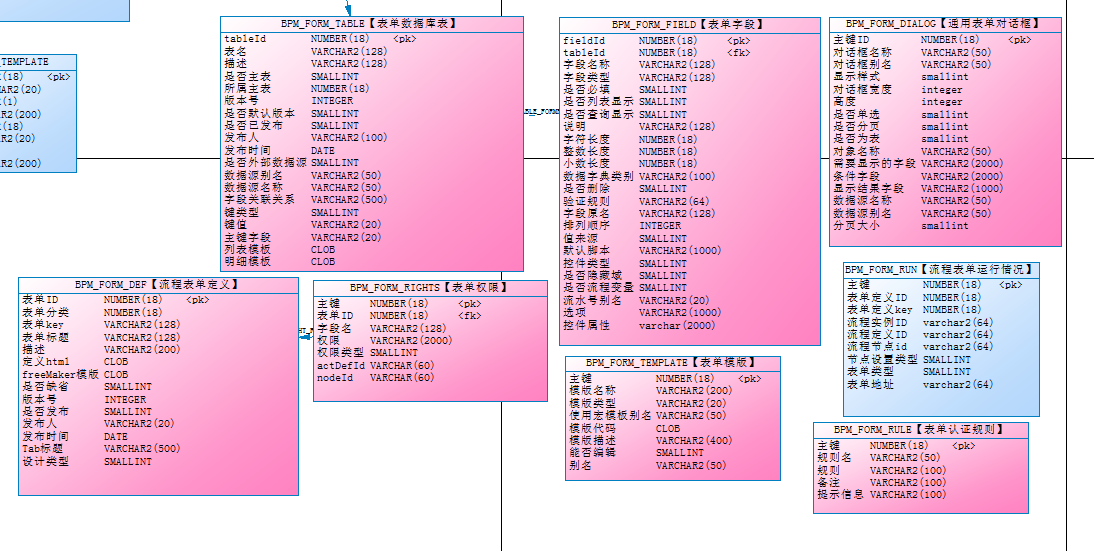 _TEMPLATE
(18) <pk>
AR2(20)
(1)
R2(200)
(18)
R2(20)
AR2(200)
BPM_FORM_TABLE【表单数据库表】
tableId NUMBER(18) <pk>
表名 VARCHAR2(128)
描述 VARCHAR2(128)
是否主表 SMALLINT
所属主表 NUMBER(18)
版本号 INTEGER
是否默认版本 SMALLINT
是否已发布 SMALLINT
发布人 VARCHAR2(100)
发布时间 DATE
是否外部数据源 SMALLINT
数据源别名 VARCHAR2(50)
数据源名称 VARCHAR2(50)
字段关联关系 VARCHAR2(500)
键类型 SMALLINT
键值 VARCHAR2(20)
主键字段 VARCHAR2(20)
列表模板 CLOB
明细模板 CLOB
BPM_FORM_FIELD【表单字段】
fieldId NUMBER(18) <pk>
tableId NUMBER(18) <fk>
字段名称 VARCHAR2(128)
字段类型 VARCHAR2(128)
是否必填 SMALLINT
是否列表显示 SMALLINT
是否查询显示 SMALLINT
说明 VARCHAR2(128)
字符长度 NUMBER(18)
整数长度 NUMBER(18)
小数长度 NUMBER(18)
数据字典类别 VARCHAR2(100)
是否删除 SMALLINT
验证规则 VARCHAR2(64)
字段原名 VARCHAR2(128)
排列顺序 INTEGER
值来源 SMALLINT
默认脚本 VARCHAR2(1000)
控件类型 SMALLINT
是否隐藏域 SMALLINT
是否流程变量 SMALLINT
流水号别名 VARCHAR2(20)
选项 VARCHAR2(1000)
控件属性 varchar(2000)
BPM_FORM_DIALOG【通用表单对话框】
主键ID NUMBER(18) <pk>
对话框名称 VARCHAR2(50)
对话框别名 VARCHAR2(50)
显示样式 smallint
对话框宽度 integer
高度 integer
是否单选 smallint
是否分页 smallint
是否为表 smallint
对象名称 VARCHAR2(50)
需要显示的字段 VARCHAR2(2000)
条件字段 VARCHAR2(2000)
显示结果字段 VARCHAR2(1000)
数据源名称 VARCHAR2(50)
数据源别名 VARCHAR2(50)
分页大小 smallint
BPM_FORM_DEF【流程表单定义】
表单ID NUMBER(18) <pk>
表单分类 NUMBER(18)
表单key VARCHAR2(128)
表单标题 VARCHAR2(128)
描述 VARCHAR2(200)
定义html CLOB
freeMaker模版 CLOB
是否缺省 SMALLINT
版本号 INTEGER
是否发布 SMALLINT
发布人 VARCHAR2(20)
发布时间 DATE
Tab标题 VARCHAR2(500)
设计类型 SMALLINT
BPM_FORM_RIGHTS【表单权限】
主键 NUMBER(18) <pk>
表单ID NUMBER(18) <fk>
字段名 VARCHAR2(128)
权限 VARCHAR2(2000)
权限类型 SMALLINT
actDefId VARCHAR(60)
nodeId VARCHAR(60)
BPM_FORM_TEMPLATE【表单模版】
主键 NUMBER(18) <pk>
模版名称 VARCHAR2(200)
模版类型 VARCHAR2(20)
使用宏模板别名 VARCHAR2(50)
模版代码 CLOB
模版描述 VARCHAR2(400)
能否编辑 SMALLINT
别名 VARCHAR2(50)
BPM_FORM_RUN【流程表单运行情况】
主键 NUMBER(18) <pk>
表单定义ID NUMBER(18)
表单定义key NUMBER(18)
流程实例ID varchar2(64)
流程定义ID varchar2(64)
流程节点id varchar2(64)
节点设置类型 SMALLINT
表单类型 SMALLINT
表单地址 varchar2(64)
BPM_FORM_RULE【表单认证规则】
主键 NUMBER(18) <pk>
规则名 VARCHAR2(50)
规则 VARCHAR2(100)
备注 VARCHAR2(100)
提示信息 VARCHAR2(100)